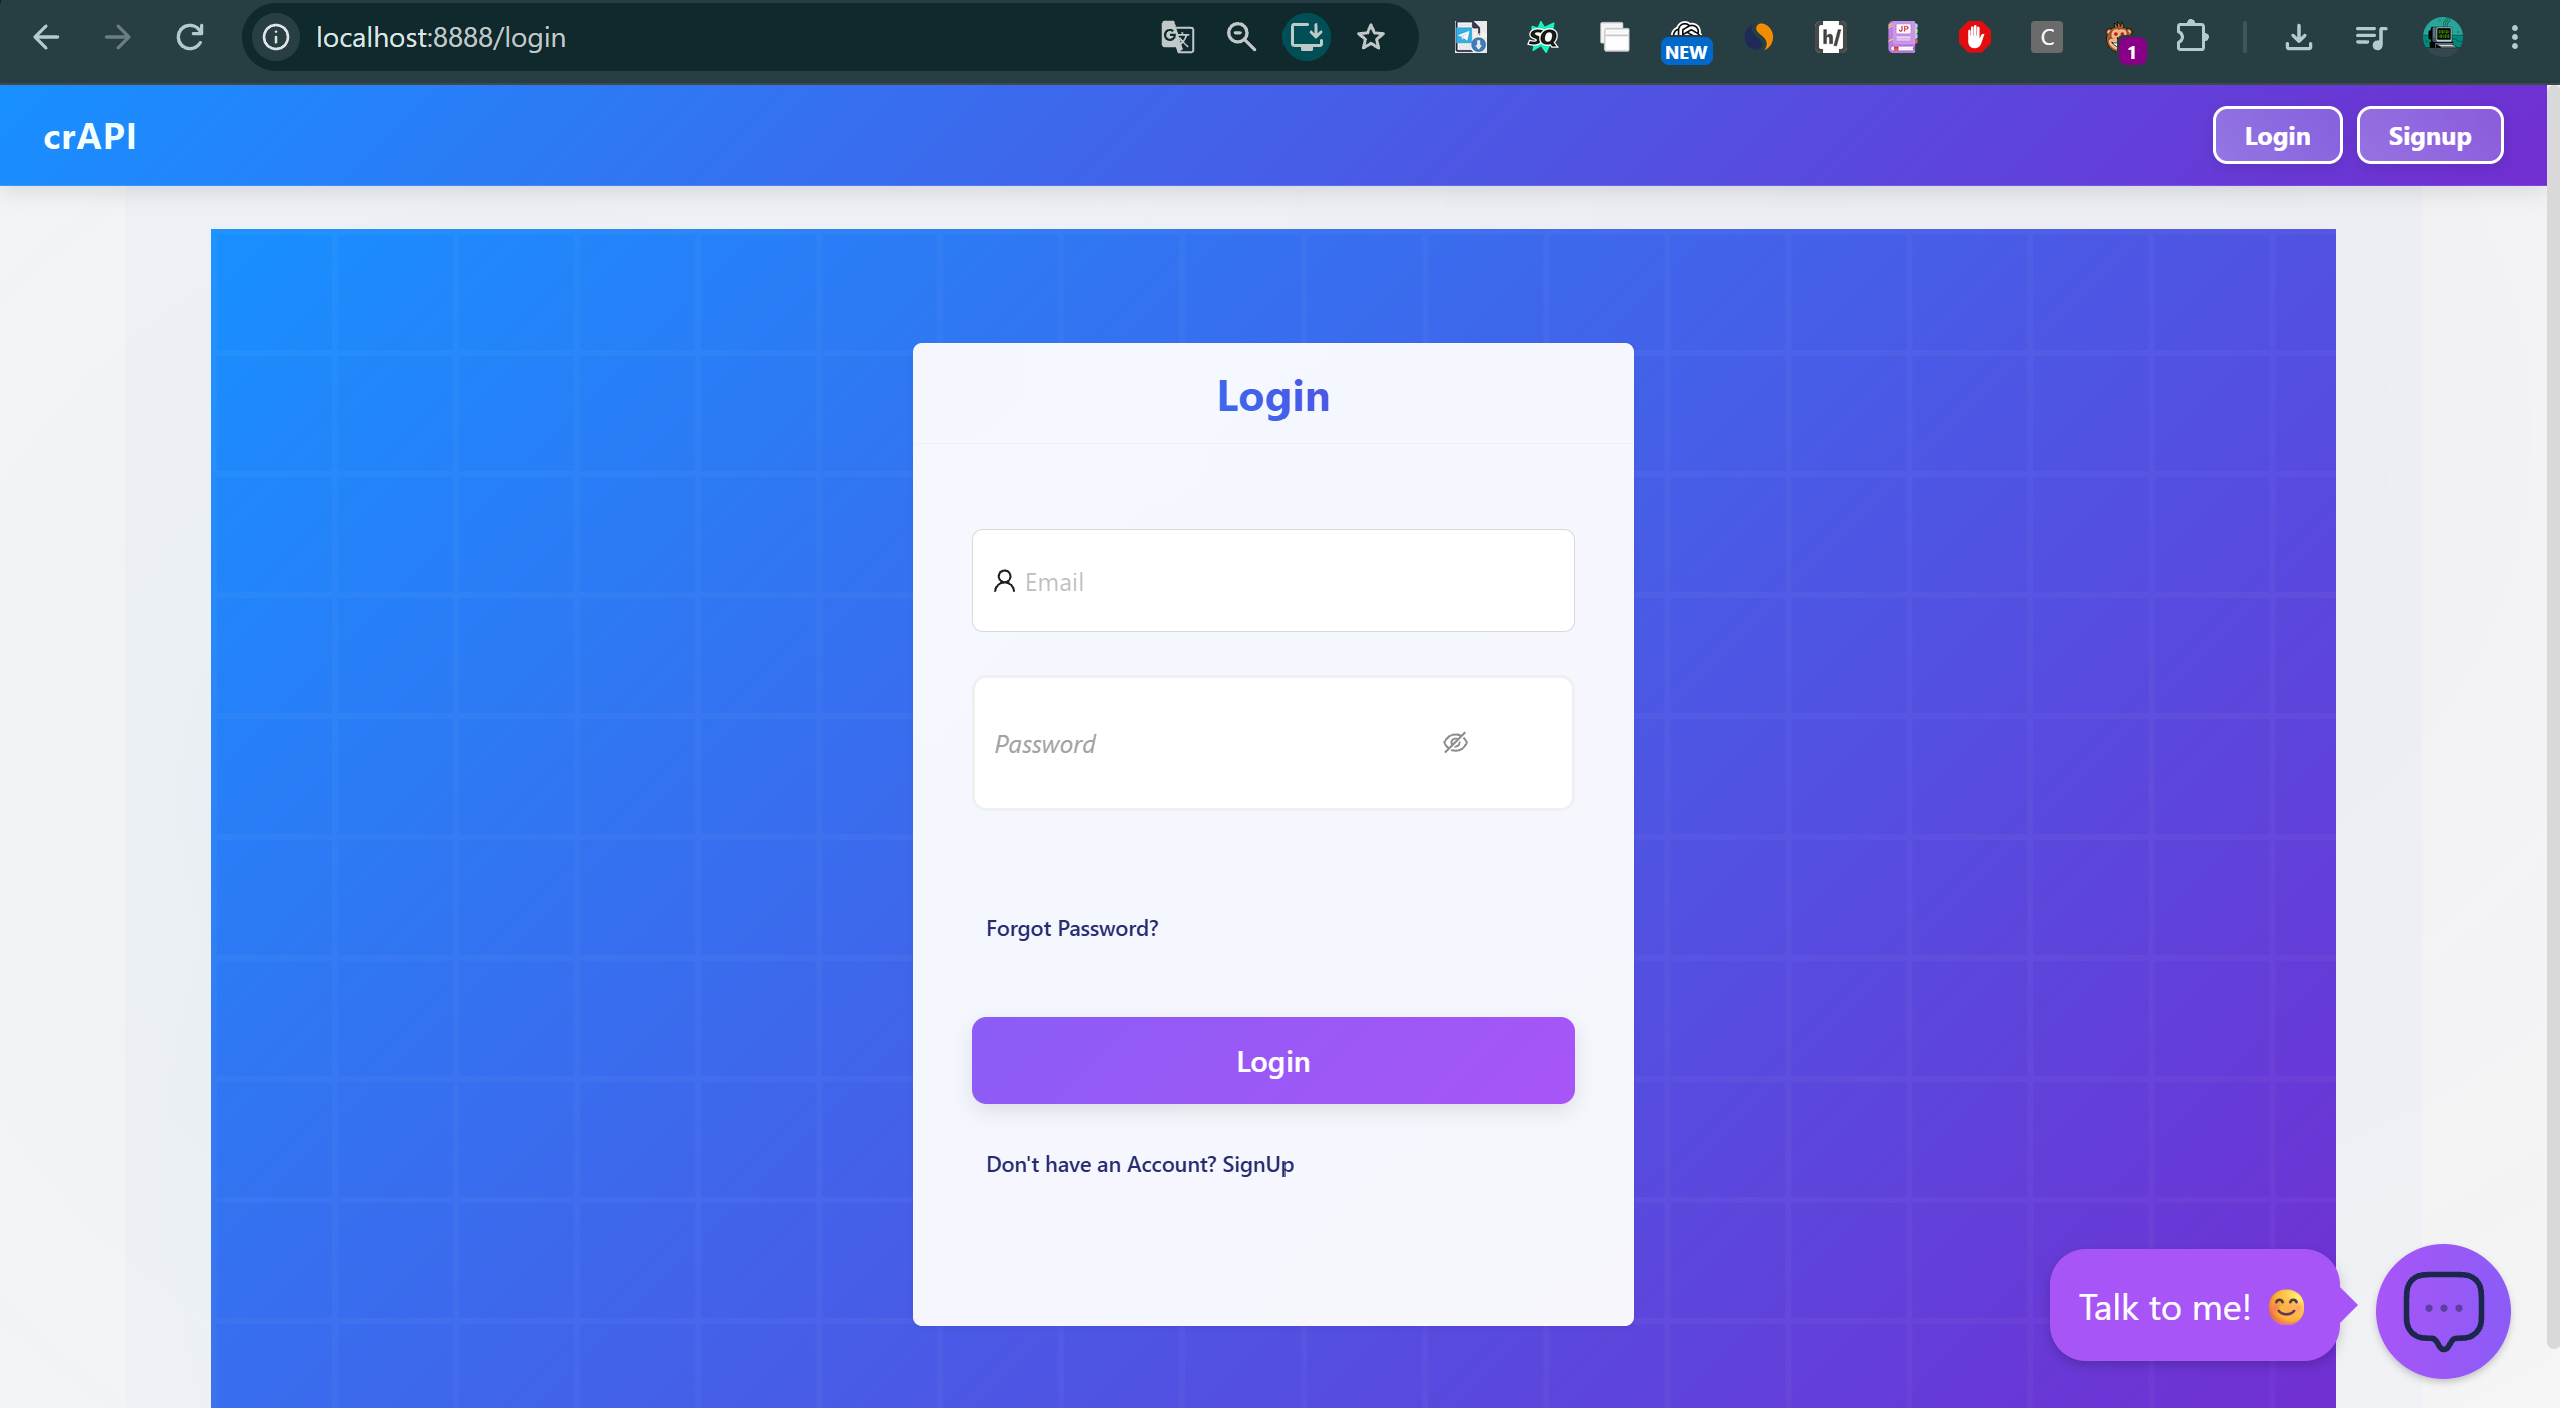 localhost:8888/login
NEW
h/
JP
C
1
crAPI
Login
Signup
Login
Email
Password
Forgot Password?
Login
Don't have an Account? SignUp
Talk to me! 😊